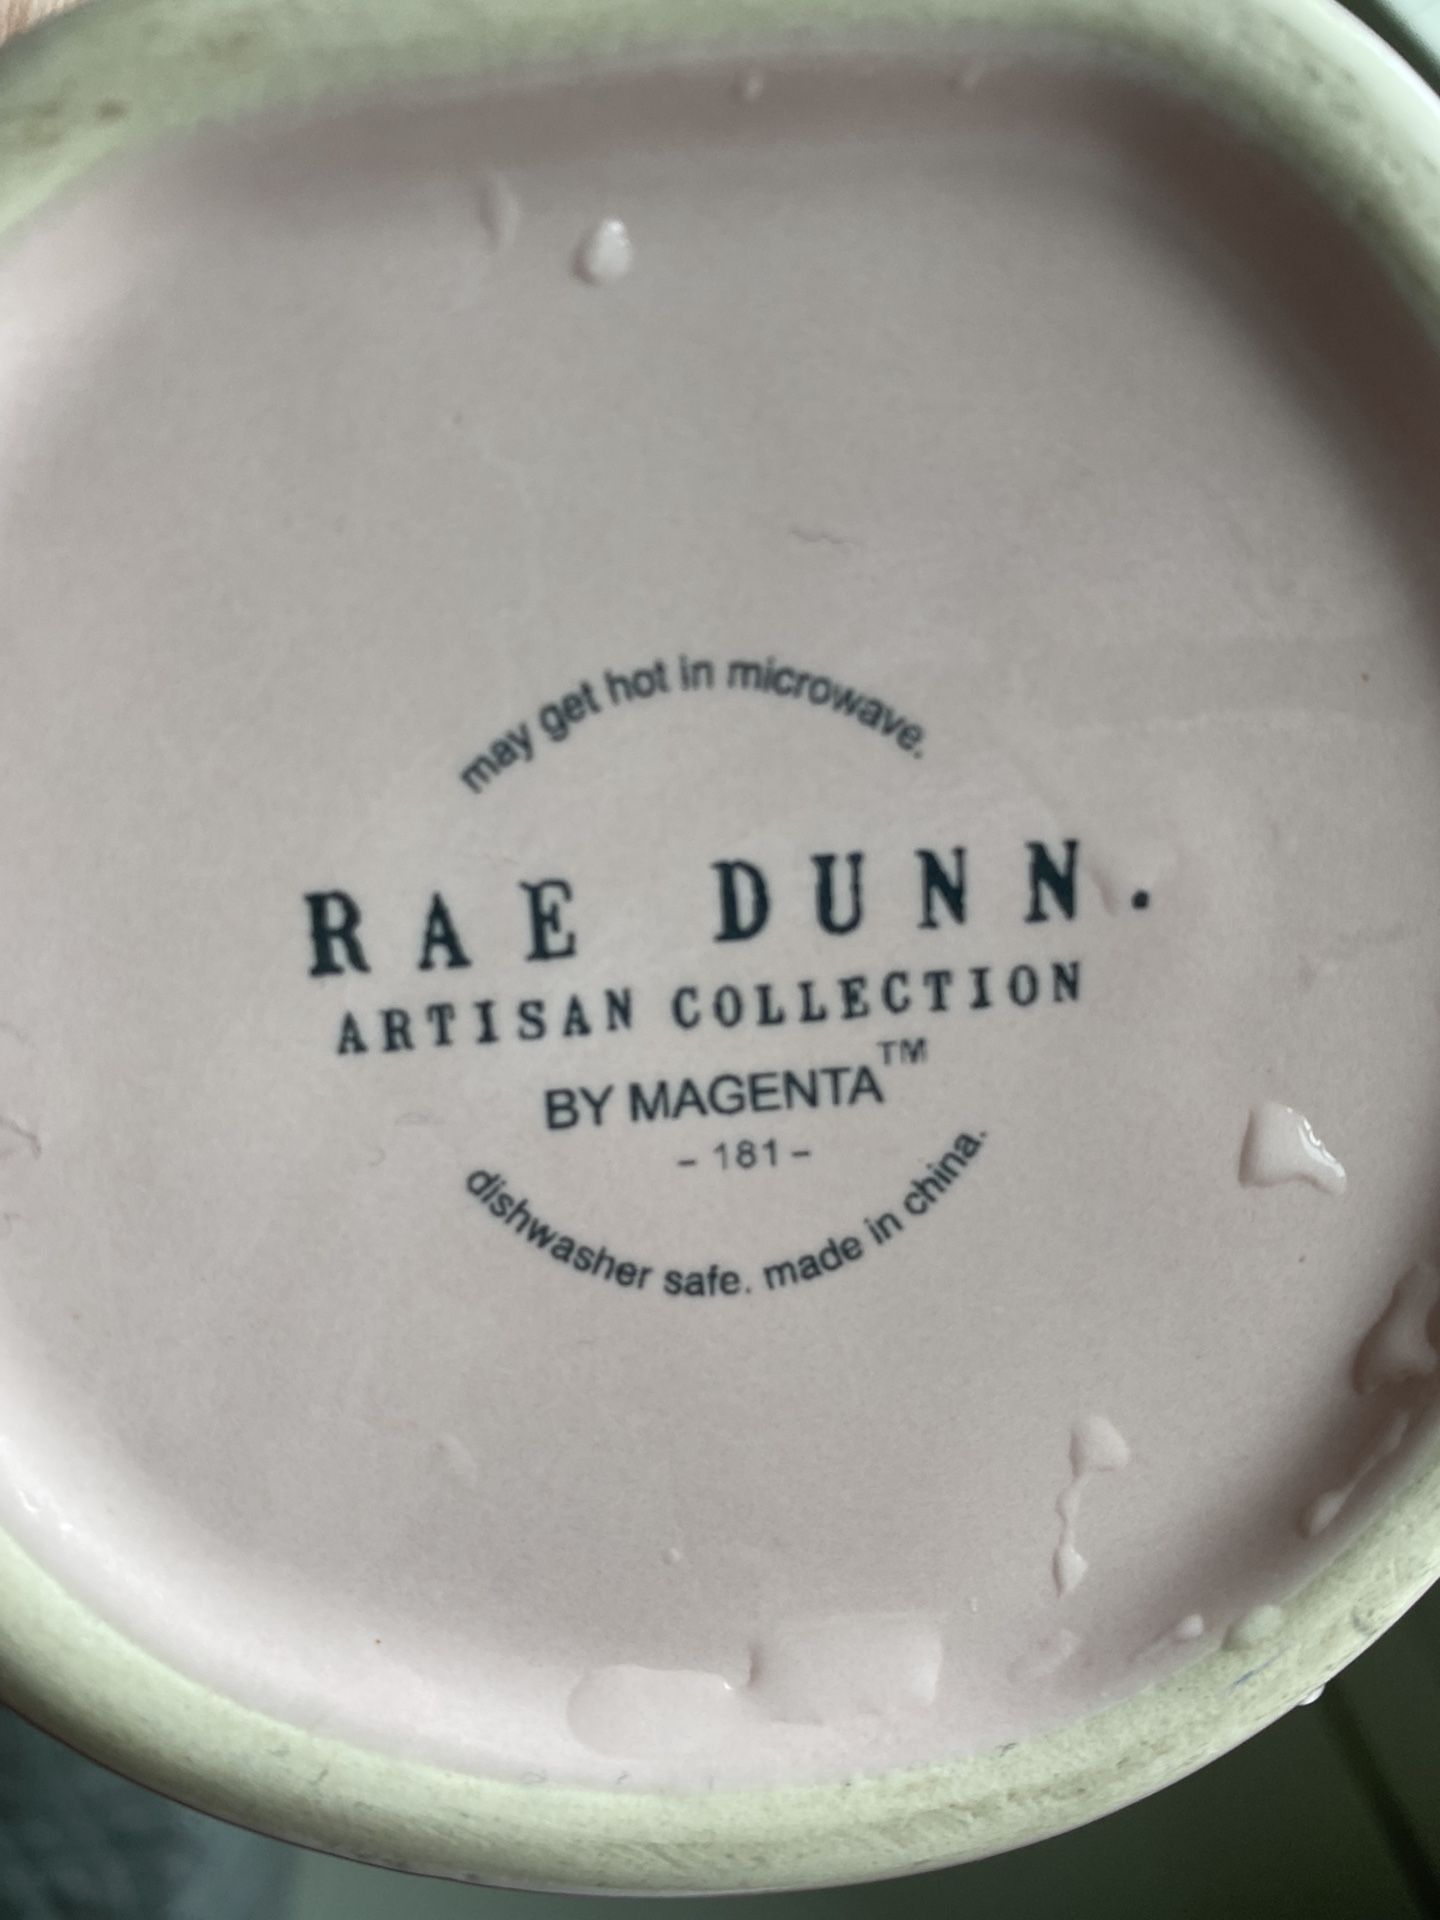 may get hot in microwave.
RAE DUNN.
ARTISAN COLLECTION
BY MAGENTA™
– 181 –
dishwasher safe. made in china.